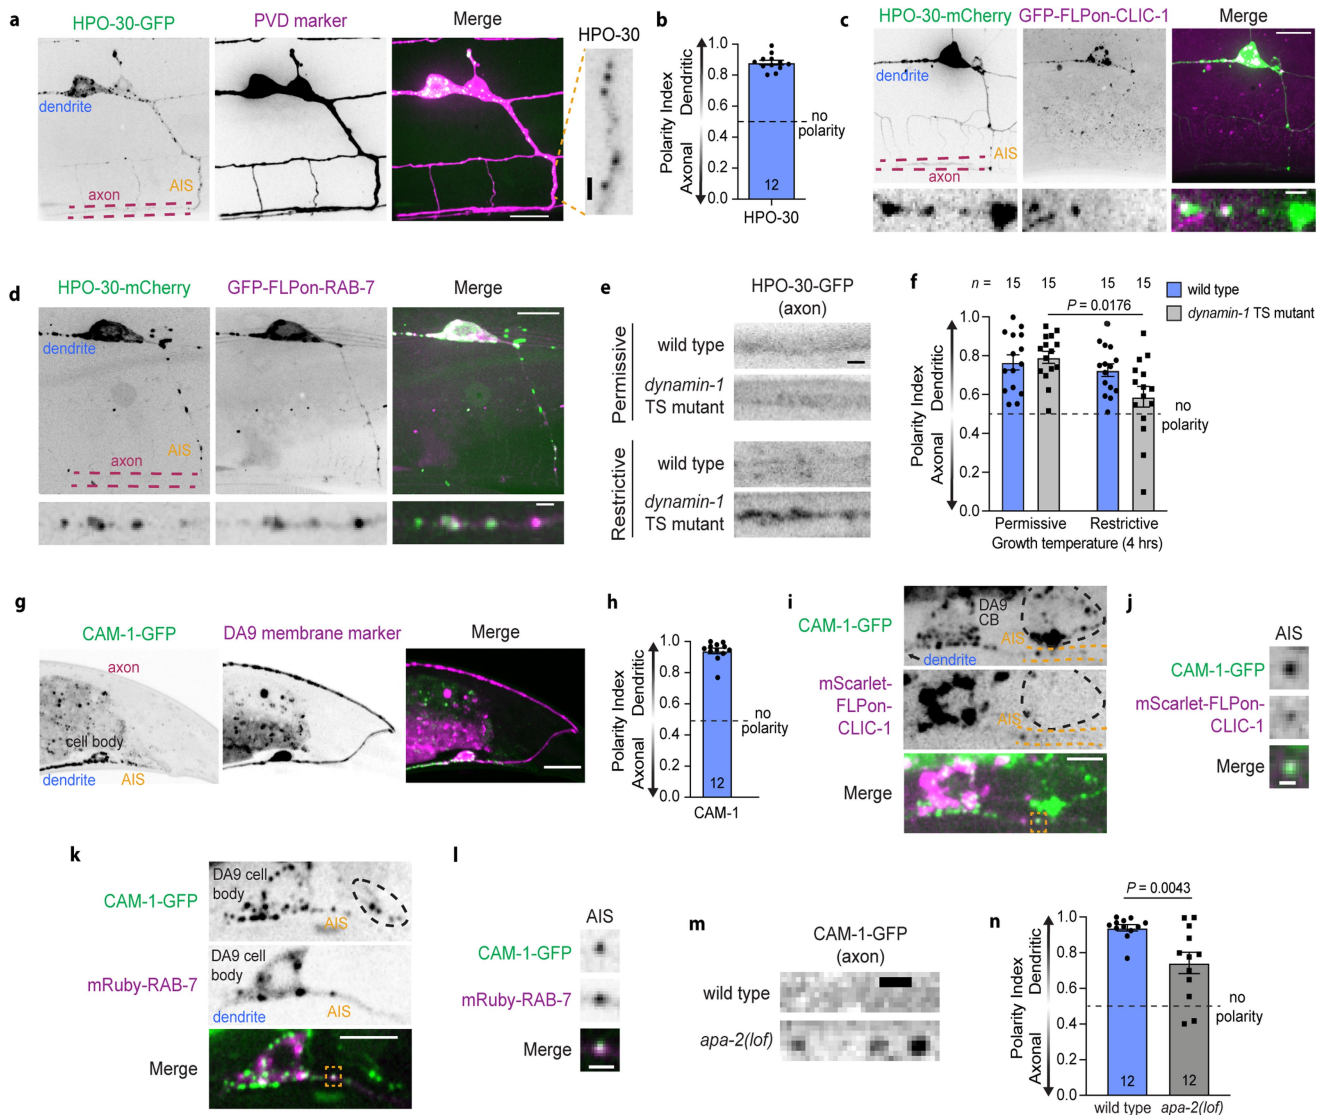 a
HPO-30-GFP
PVD marker
Merge
HPO-30
dendrite
AIS
axon
b
Polarity Index
Axonal
Dendritic
1.0
0.8
0.6
0.4
0.2
0.0
no
polarity
12
HPO-30
c
HPO-30-mCherry
GFP-FLPon-CLIC-1
Merge
dendrite
AIS
axon
d
HPO-30-mCherry
GFP-FLPon-RAB-7
Merge
dendrite
AIS
axon
e
HPO-30-GFP
(axon)
Permissive
wild type
dynamin-1
TS mutant
Restrictive
wild type
dynamin-1
TS mutant
f
n = 15 15 15 15
P = 0.0176
wild type
dynamin-1 TS mutant
Polarity Index
Axonal
Dendritic
1.0
0.8
0.6
0.4
0.2
0.0
no
polarity
Permissive
Restrictive
Growth temperature (4 hrs)
g
CAM-1-GFP
DA9 membrane marker
Merge
axon
cell body
dendrite
AIS
h
Polarity Index
Axonal
Dendritic
1.0
0.8
0.6
0.4
0.2
0.0
no
polarity
12
CAM-1
i
CAM-1-GFP
DA9
CB
AIS
dendrite
mScarlet-
FLPon-
CLIC-1
AIS
Merge
j
AIS
CAM-1-GFP
mScarlet-FLPon-
CLIC-1
Merge
k
CAM-1-GFP
DA9 cell
body
AIS
mRuby-RAB-7
DA9 cell
body
AIS
dendrite
Merge
l
AIS
CAM-1-GFP
mRuby-RAB-7
Merge
m
CAM-1-GFP
(axon)
wild type
apa-2(lof)
n
P = 0.0043
Polarity Index
Axonal
Dendritic
1.0
0.8
0.6
0.4
0.2
0.0
no
polarity
12
12
wild type
apa-2(lof)